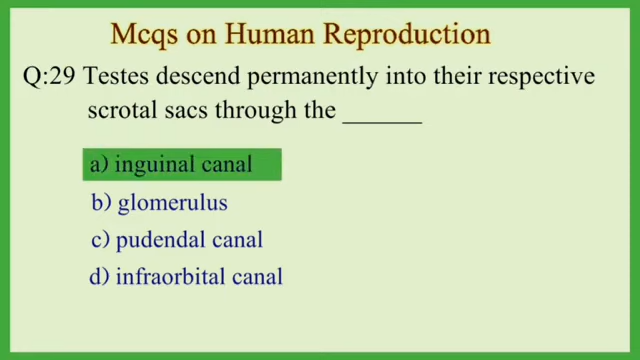 Mcqs on Human Reproduction
Q:29 Testes descend permanently into their respective
scrotal sacs through the ______
a) inguinal canal
b) glomerulus
c) pudendal canal
d) infraorbital canal